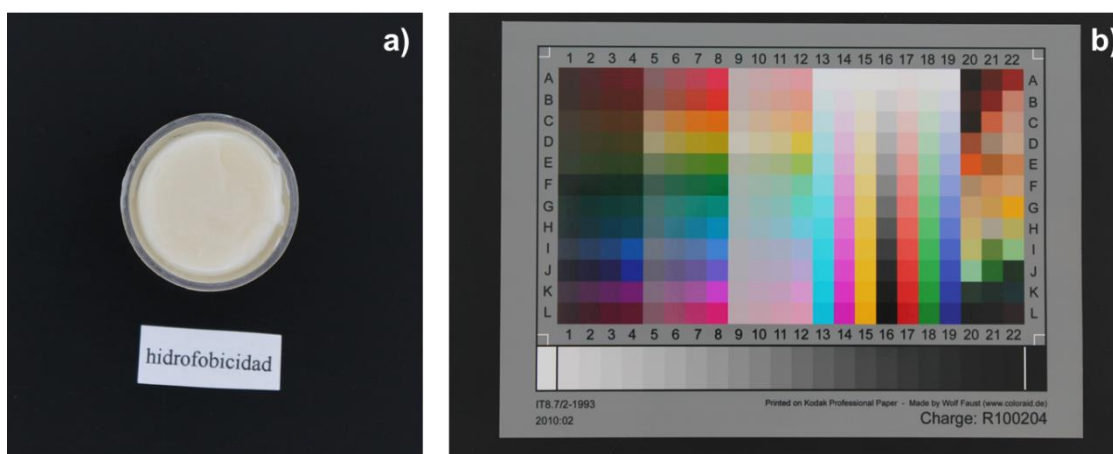 a)
hidrofobicidad
b)
1 2 3 4 5 6 7 8 9 10 11 12 13 14 15 16 17 18 19 20 21 22
A A
B B
C C
D D
E E
F F
G G
H H
I I
J J
K K
L L
1 2 3 4 5 6 7 8 9 10 11 12 13 14 15 16 17 18 19 20 21 22
IT8.7/2-1993 Printed on Kodak Professional Paper - Made by Wolf Faust (www.coloraid.de)
2010:02 Charge: R100204